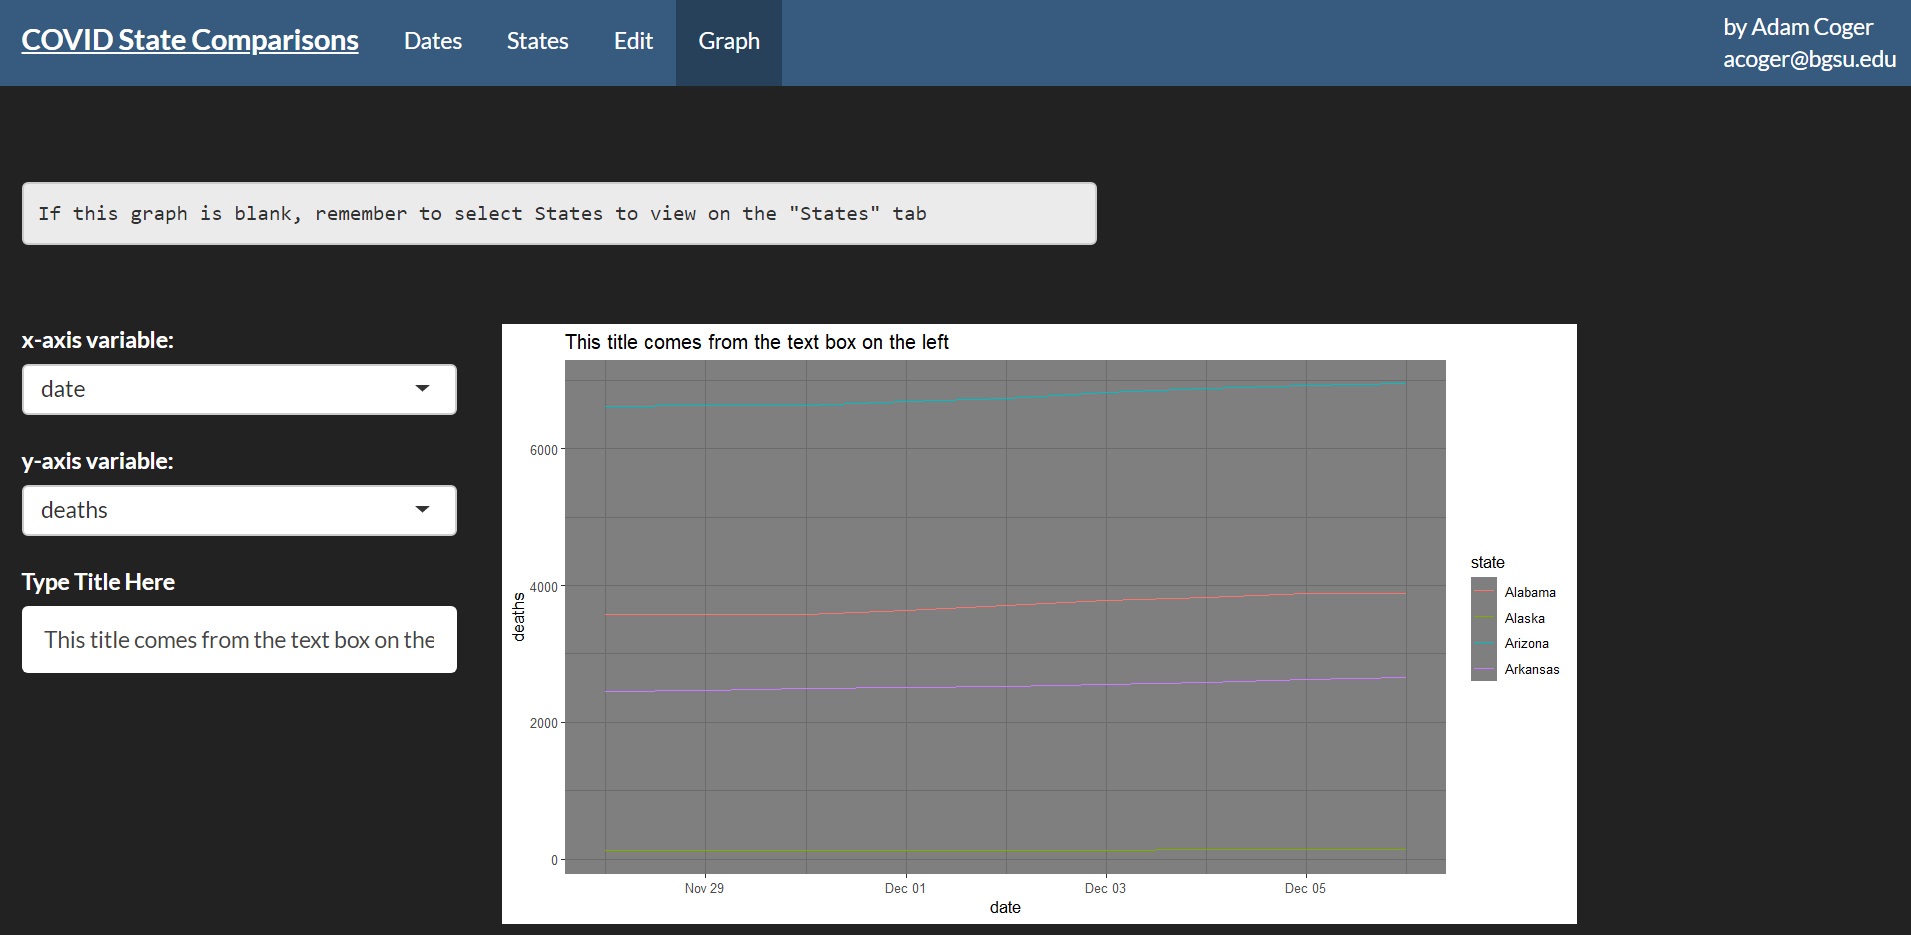 COVID State Comparisons Dates States Edit Graph
by Adam Coger
acoger@bgsu.edu
If this graph is blank, remember to select States to view on the "States" tab
x-axis variable:
date
y-axis variable:
deaths
Type Title Here
This title comes from the text box on the
This title comes from the text box on the left
6000
4000
2000
0
deaths
Nov 29 Dec 01 Dec 03 Dec 05
date
state
Alabama
Alaska
Arizona
Arkansas